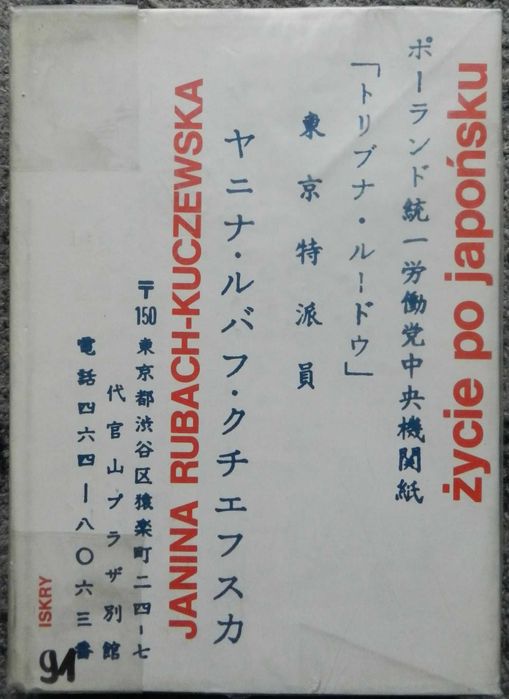 życie po japońsku
ポーランド統一労働党中央機関紙
「トリブナ・ルードウ」
東京特派員
ヤニナ・ルバフ・クチエフスカ
JANINA RUBACH-KUCZEWSKA
〒150 東京都渋谷区猿楽町二四-七
代官山プラザ別館
電話四六四-八〇六三番
ISKRY
91